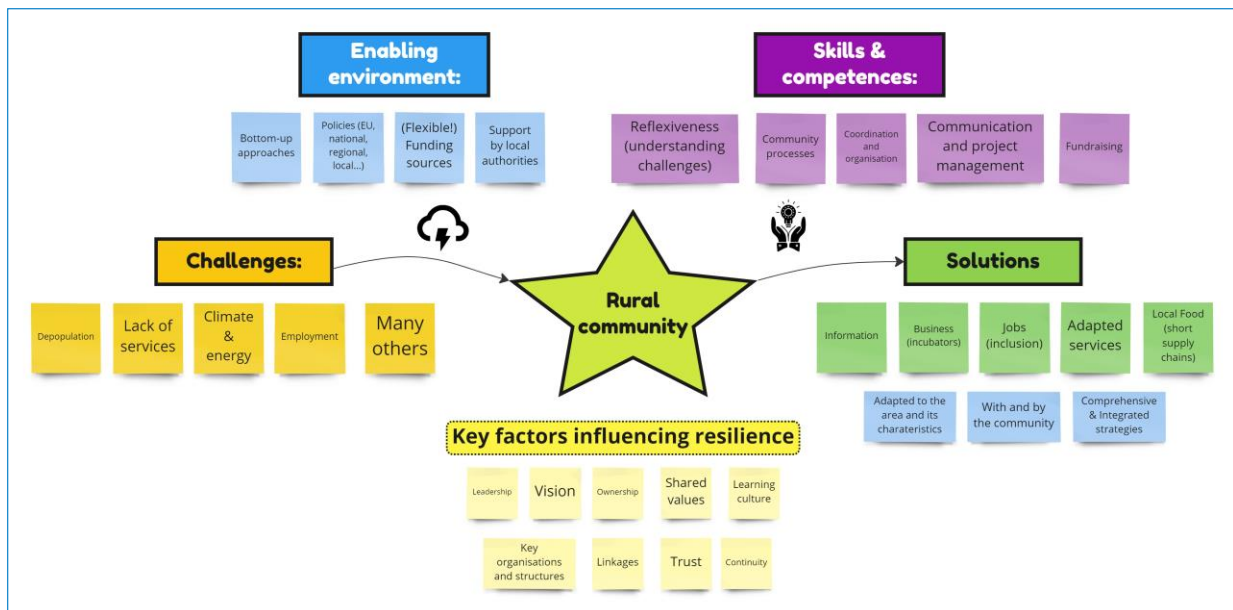 Enabling
environment:
Skills &
competences:
Bottom-up
approaches
Policies (EU,
national,
regional,
local...)
(Flexible!)
Funding
sources
Support
by local
authorities
Reflexiveness
(understanding
challenges)
Community
processes
Coordination
and
organisation
Communication
and project
management
Fundraising
Challenges:
Rural
community
Solutions
Depopulation
Lack of
services
Climate
&
energy
Employment
Many
others
Information
Business
(incubators)
Jobs
(inclusion)
Adapted
services
Local Food
(short
supply
chains)
Adapted to the
area and its
charateristics
With and by
the community
Comprehensive
& Integrated
strategies
Key factors influencing resilience
Leadership
Vision
Ownership
Shared
values
Learning
culture
Key
organisations
and structures
Linkages
Trust
Continuity